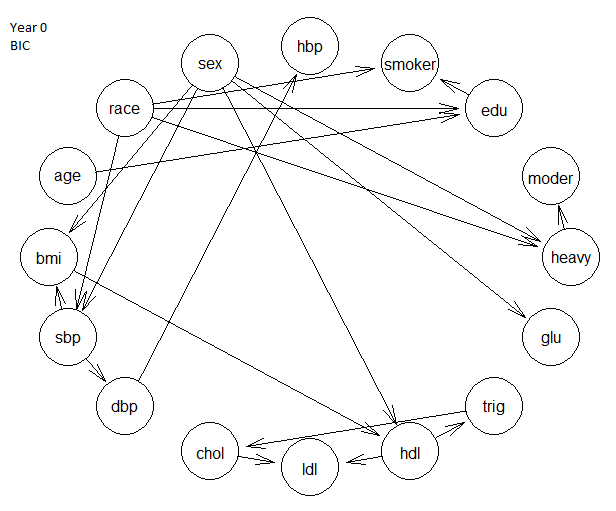 Year 0
BIC
hbp
sex
smoker
race
edu
age
moder
bmi
heavy
sbp
glu
dbp
trig
chol
hdl
ldl